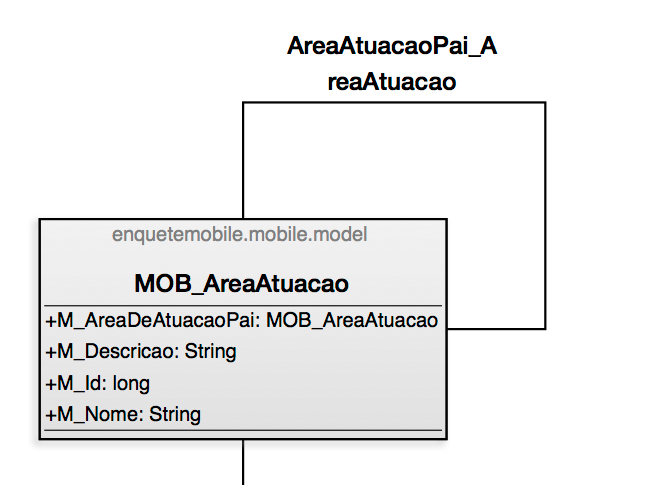 AreaAtuacaoPai_A
reaAtuacao
enquetemobile.mobile.model
MOB_AreaAtuacao
+M_AreaDeAtuacaoPai: MOB_AreaAtuacao
+M_Descricao: String
+M_Id: long
+M_Nome: String